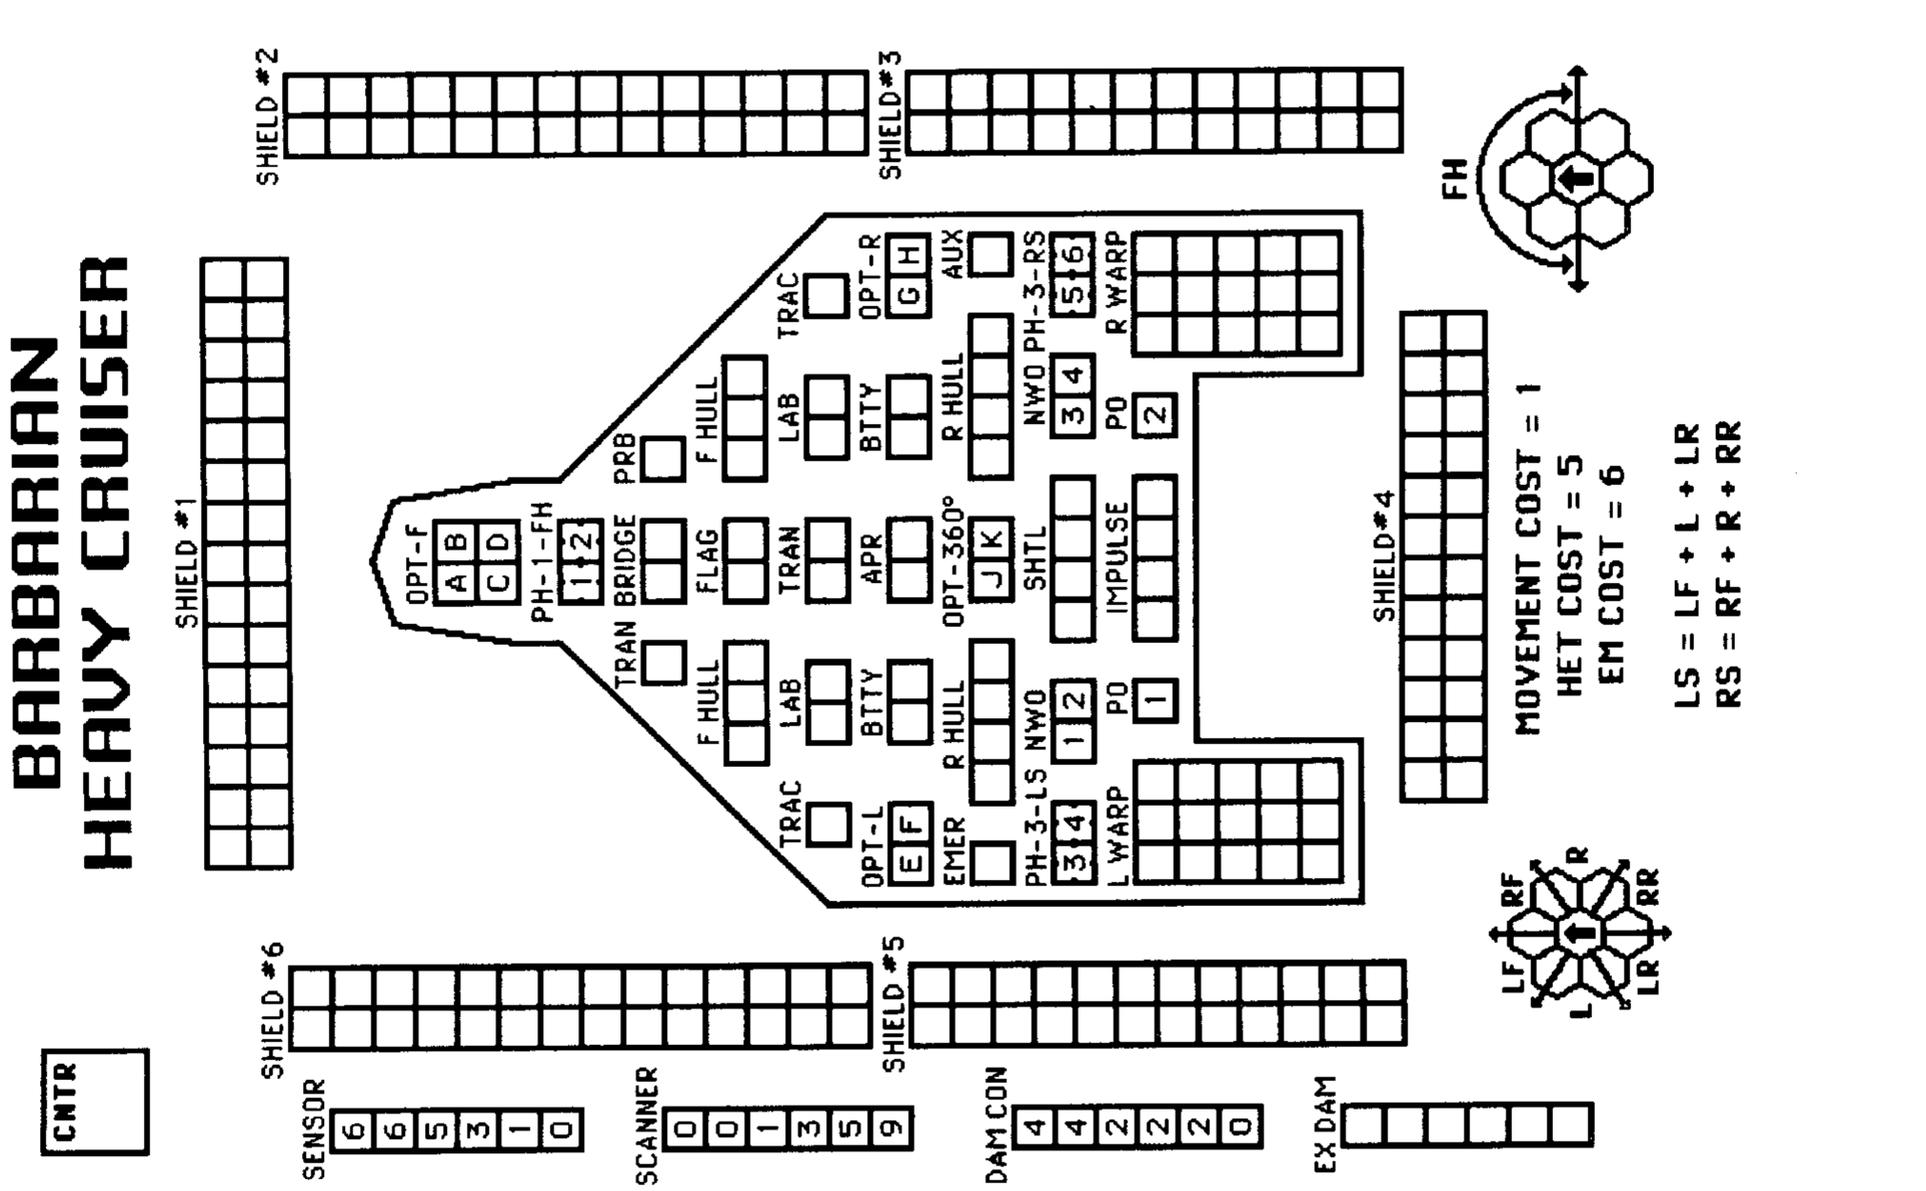 BARBARIAN
HEAVY CRUISER
CNTR
SHIELD #1
SHIELD #6
SHIELD #2
SENSOR
6
6
5
3
1
0
SCANNER
0
0
1
3
5
9
DAM CON
4
4
2
2
2
0
EX DAM
SHIELD #5
SHIELD #3
SHIELD #4
OPT-F
A B
C D
PH-1-FH
1 2
TRAN BRIDGE PRB
F HULL FLAG F HULL
TRAC LAB TRAN LAB TRAC
OPT-L BTTY APR BTTY OPT-R
E F G H
EMER R HULL OPT-360° R HULL AUX
J K
PH-3-LS NWO SHTL NWO PH-3-RS
3 4 1 2 3 4 5 6
L WARP PO IMPULSE PO R WARP
1 2
LF RF
L R
LR RR
FH
MOVEMENT COST = 1
HET COST = 5
EM COST = 6
LS = LF + L + LR
RS = RF + R + RR